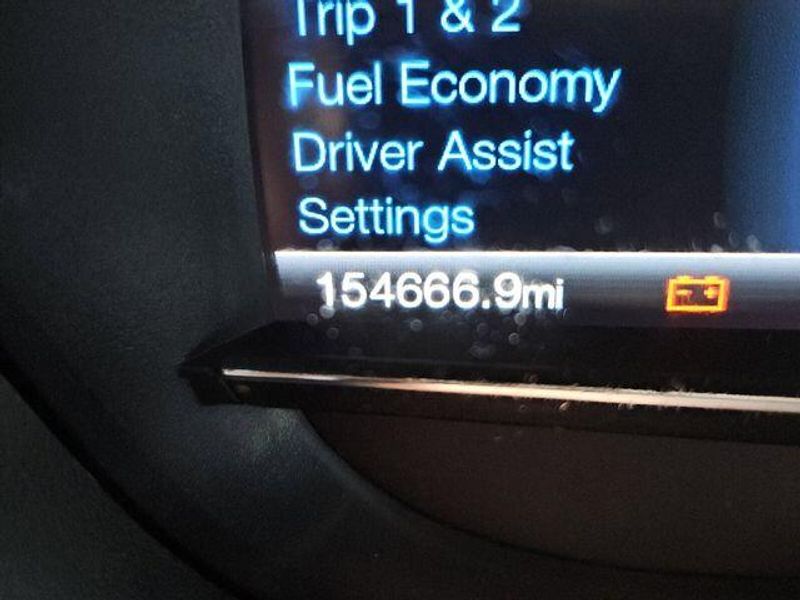 Trip 1 & 2
Fuel Economy
Driver Assist
Settings
154666.9mi